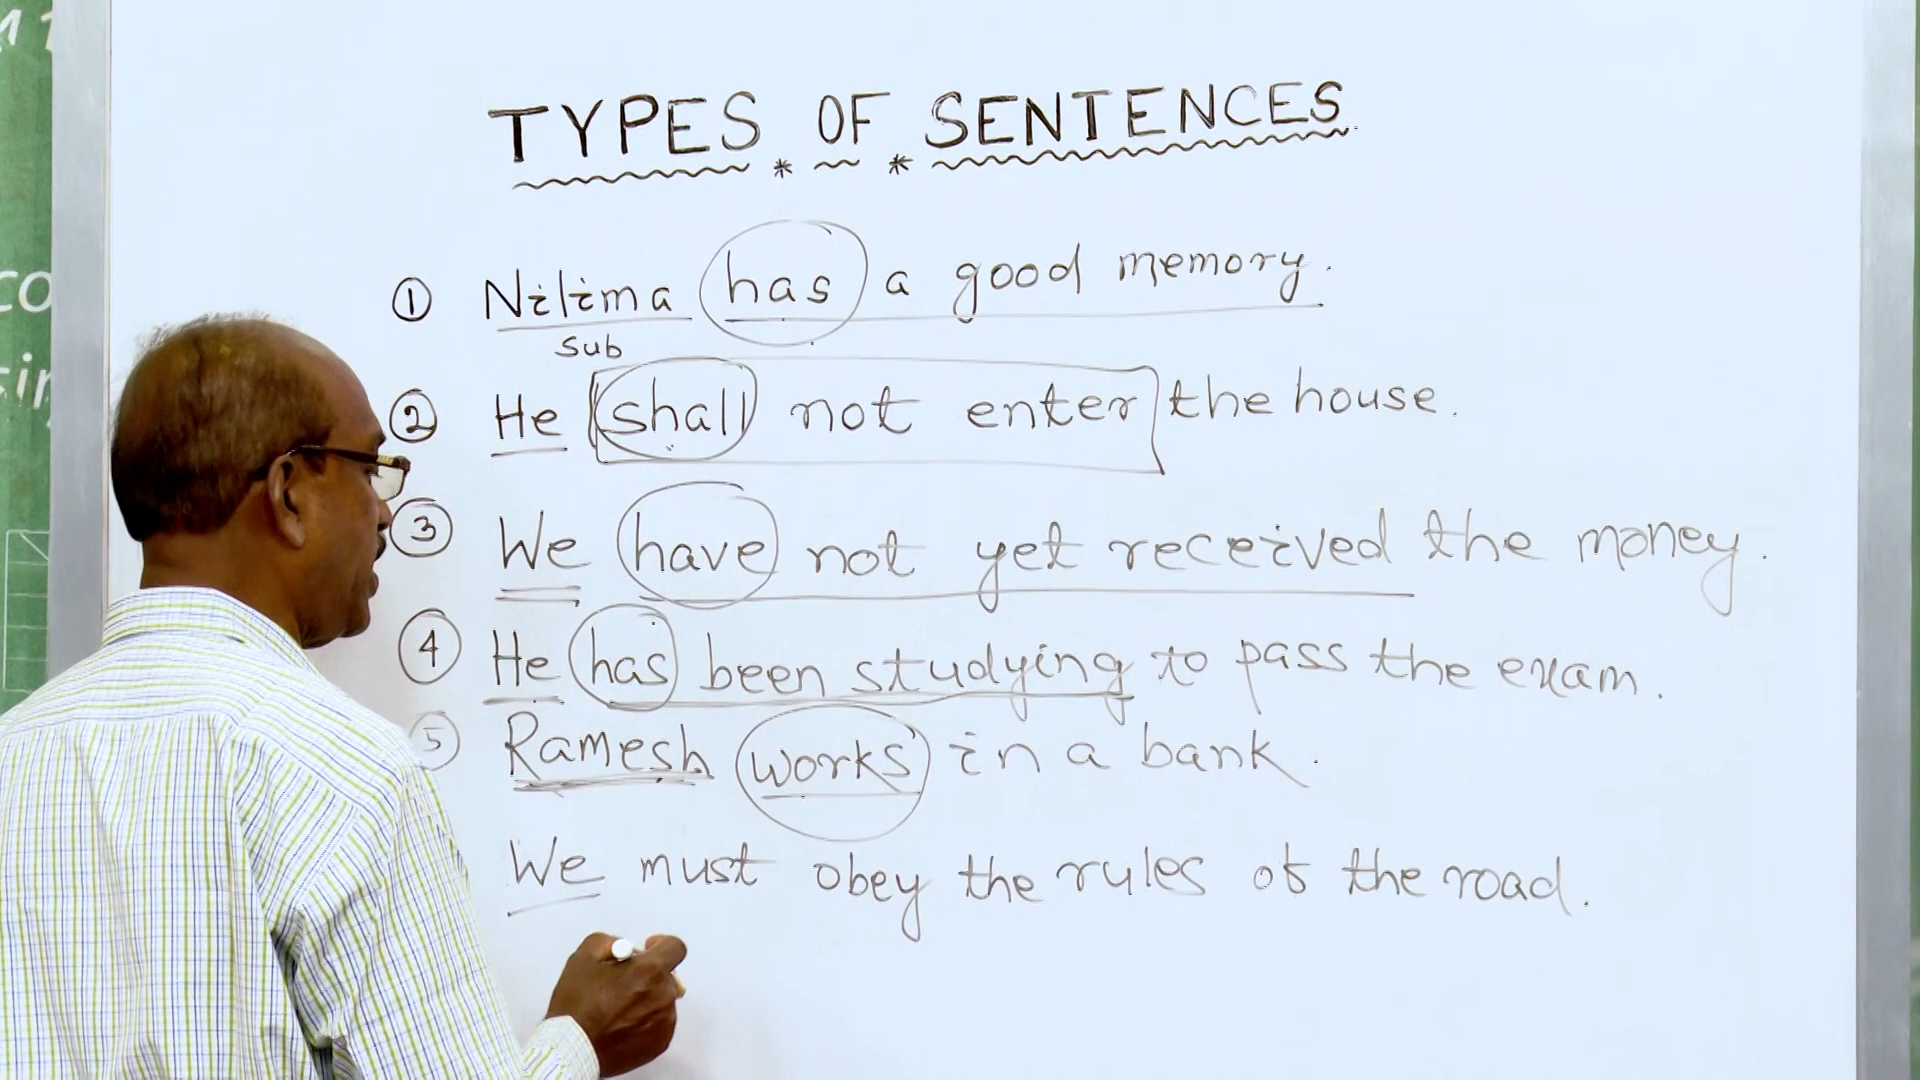 TYPES OF SENTENCES
① Nilima has a good memory.
sub
② He shall not enter the house.
③ We have not yet received the money.
④ He has been studying to pass the exam.
⑤ Ramesh works in a bank.
We must obey the rules of the road.